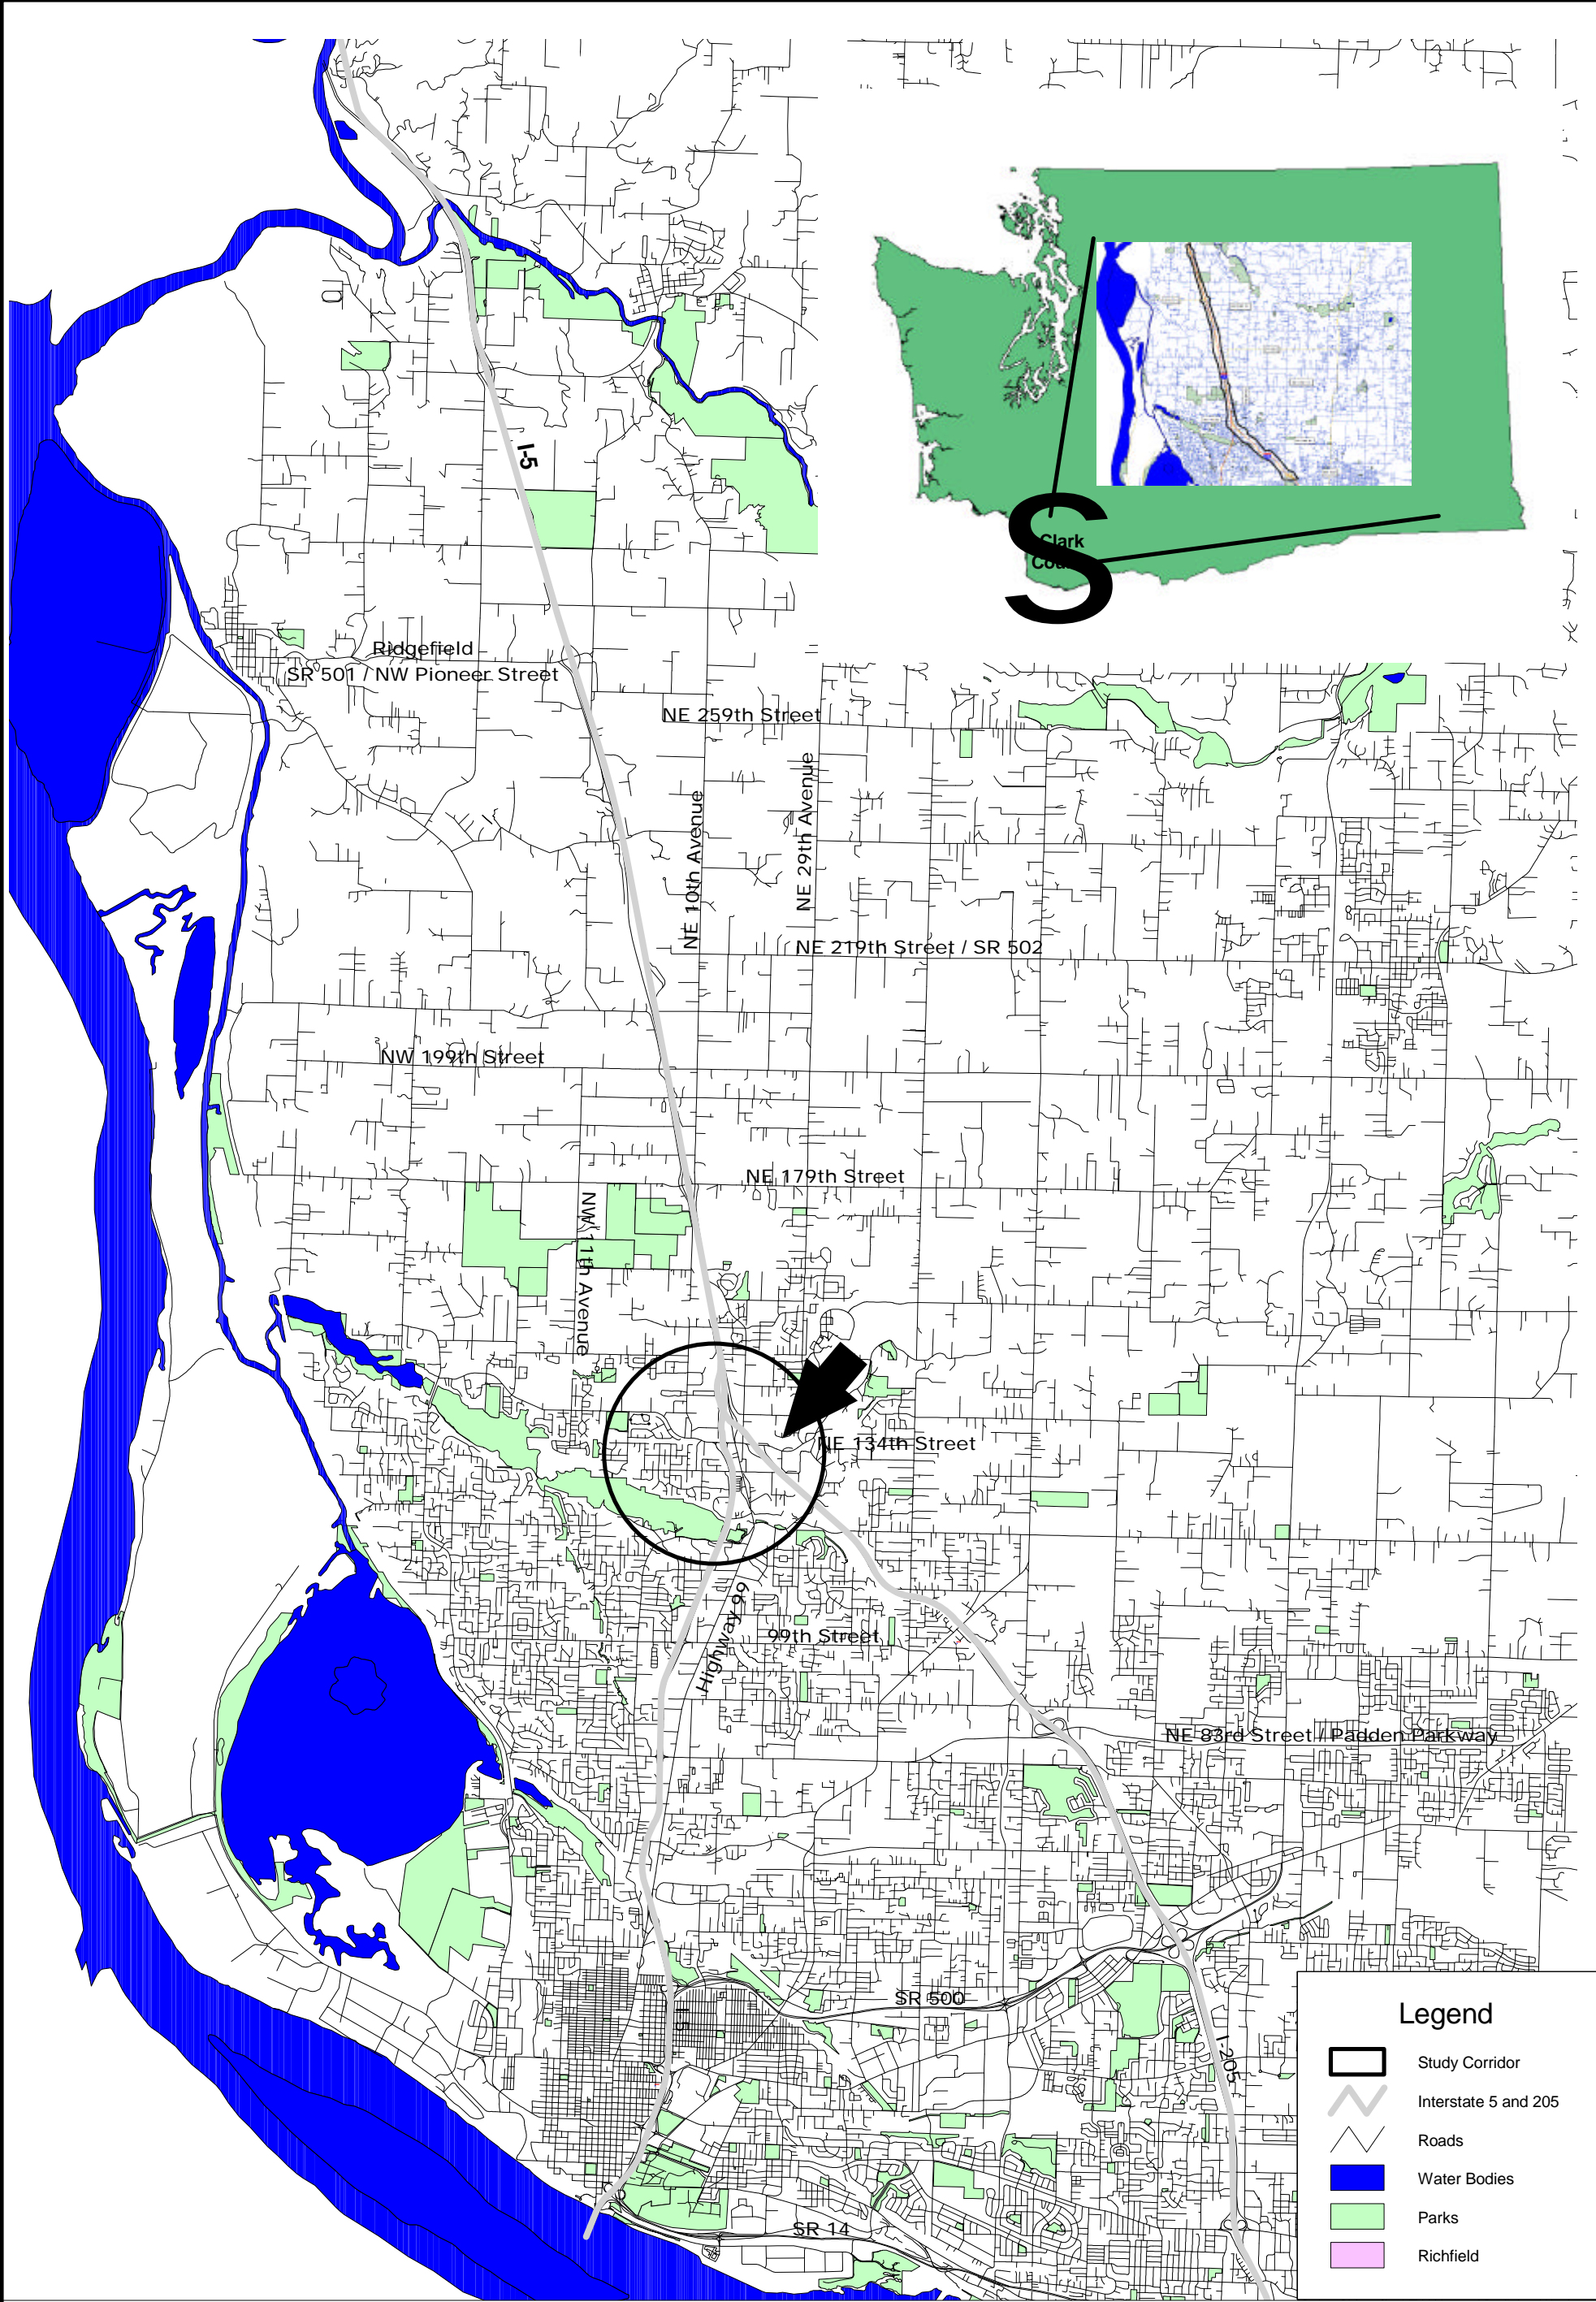 I-5
S
Clark
Ridgefield
SR 501 / NW Pioneer Street
NE 259th Street
NE 10th Avenue
NE 29th Avenue
NE 219th Street / SR 502
NW 199th Street
NE 179th Street
NW 11th Avenue
NE 134th Street
Highway 99
99th Street
NE 83rd Street / Padden Parkway
SR 500
I-5
I-205
SR 14
Legend
Study Corridor
Interstate 5 and 205
Roads
Water Bodies
Parks
Richfield